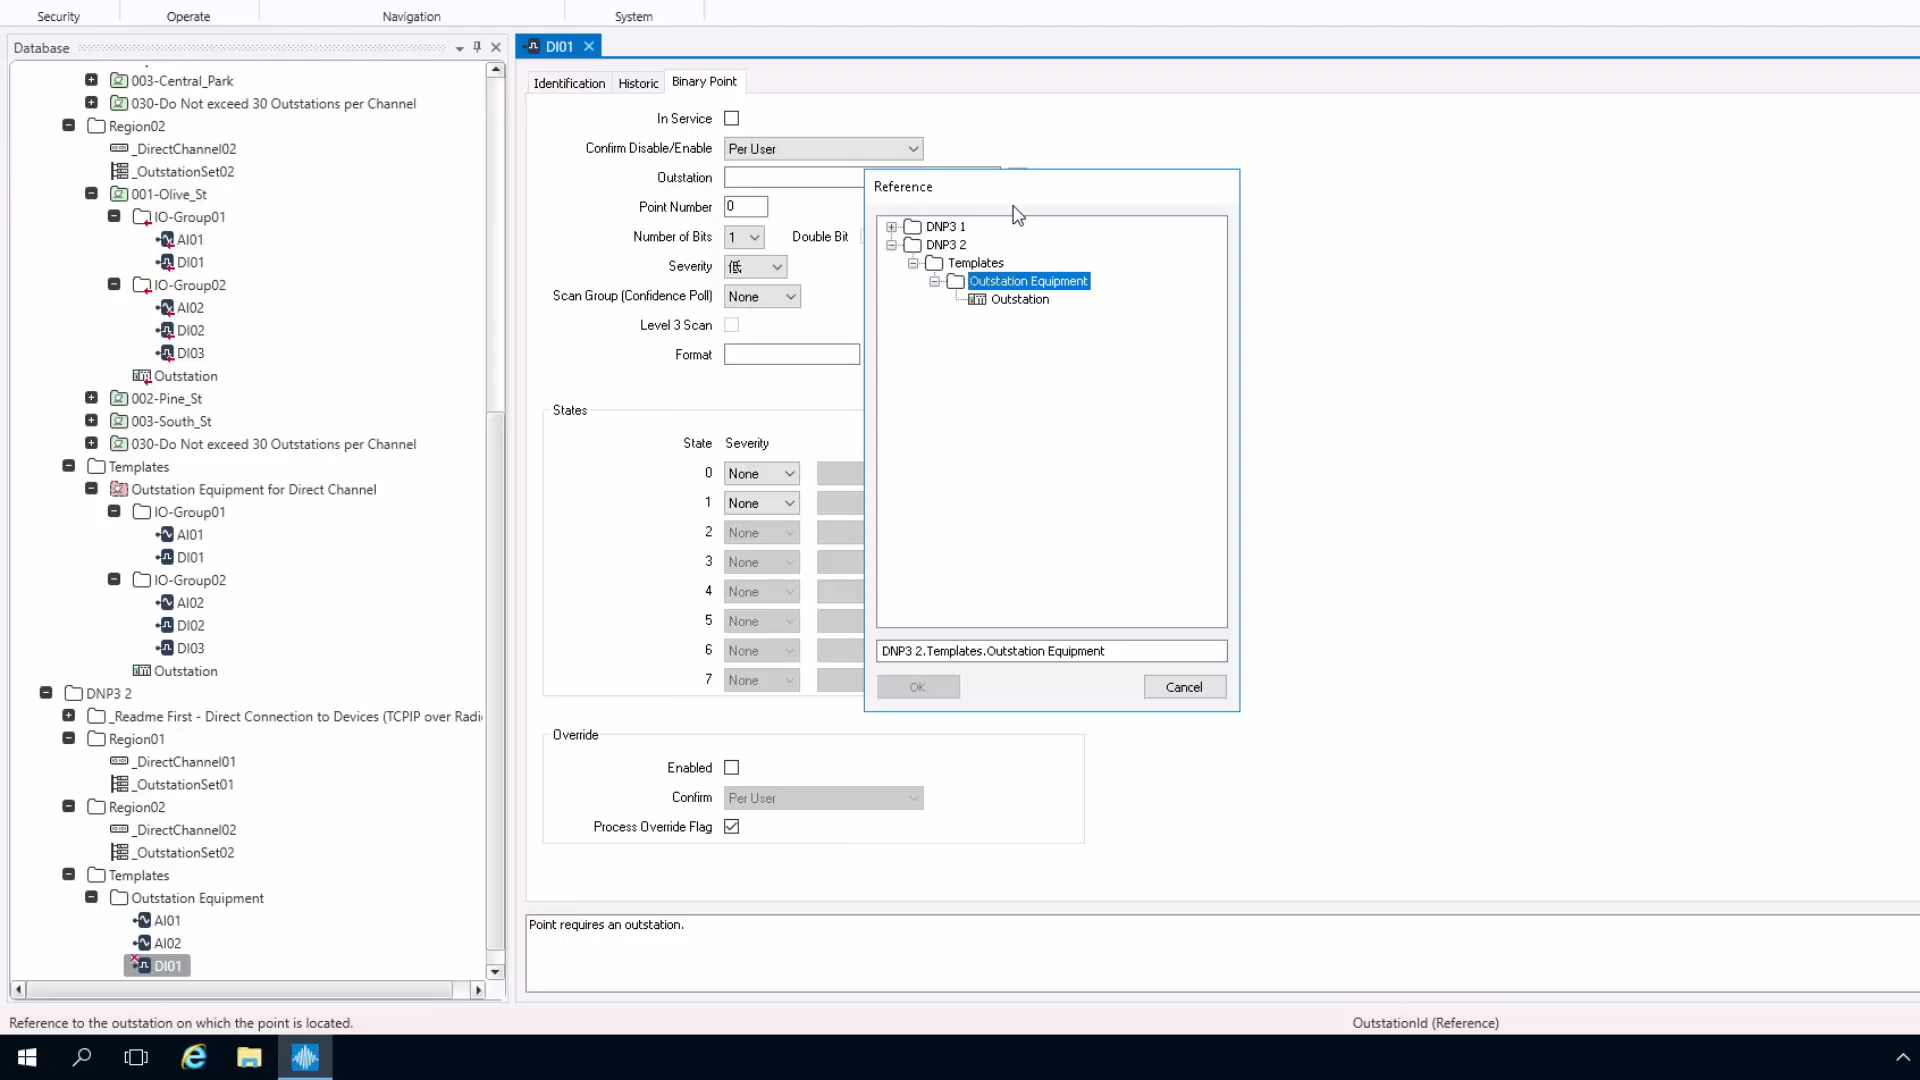 Security
Operate
Navigation
System
Database
DI01
003-Central_Park
030-Do Not exceed 30 Outstations per Channel
Region02
_DirectChannel02
_OutstationSet02
001-Olive_St
IO-Group01
AI01
DI01
IO-Group02
AI02
DI02
DI03
Outstation
002-Pine_St
003-South_St
030-Do Not exceed 30 Outstations per Channel
Templates
Outstation Equipment for Direct Channel
IO-Group01
AI01
DI01
IO-Group02
AI02
DI02
DI03
Outstation
DNP3 2
_Readme First - Direct Connection to Devices (TCPIP over Radi
Region01
_DirectChannel01
_OutstationSet01
Region02
_DirectChannel02
_OutstationSet02
Templates
Outstation Equipment
AI01
AI02
DI01
Identification
Historic
Binary Point
In Service
Confirm Disable/Enable
Per User
Outstation
Point Number
0
Number of Bits
1
Double Bit
Severity
低
Scan Group (Confidence Poll)
None
Level 3 Scan
Format
States
State
Severity
0
None
1
None
2
None
3
None
4
None
5
None
6
None
7
None
Override
Enabled
Confirm
Per User
Process Override Flag
Reference
DNP3 1
DNP3 2
Templates
Outstation Equipment
Outstation
DNP3 2.Templates.Outstation Equipment
OK
Cancel
Point requires an outstation.
Reference to the outstation on which the point is located.
OutstationId (Reference)